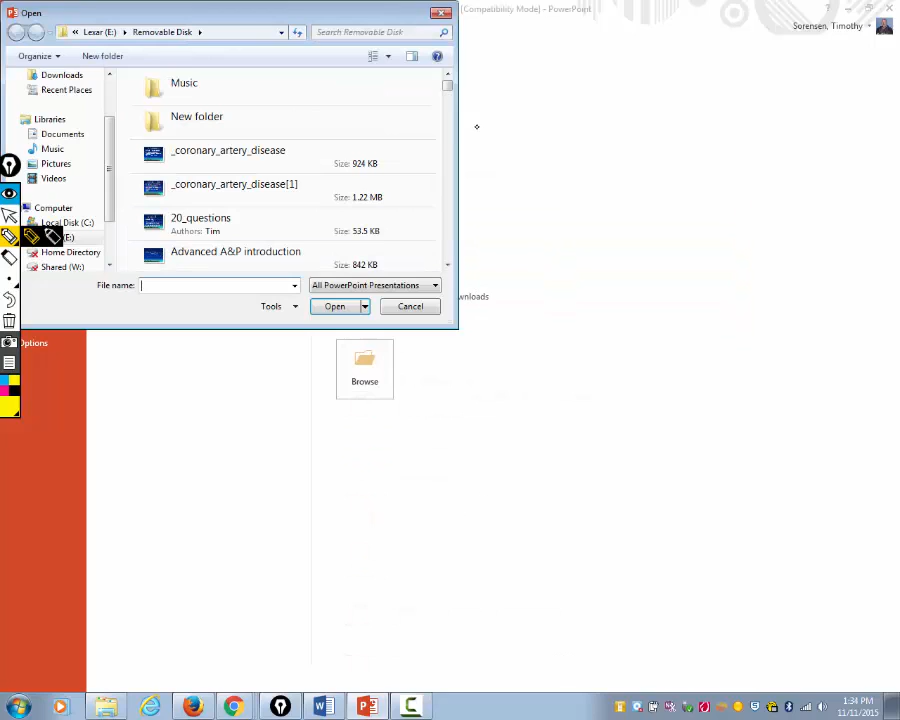 Open
[Compatibility Mode] - PowerPoint
?
Sorensen, Timothy
Lexar (E:) Removable Disk
Search Removable Disk
Organize
New folder
Downloads
Recent Places
Libraries
Documents
Music
Pictures
Videos
Computer
Local Disk (C:)
(E:)
Home Directory
Shared (W:)
Music
New folder
_coronary_artery_disease
Size: 924 KB
_coronary_artery_disease[1]
Size: 1.22 MB
20_questions
Authors: Tim
Size: 53.5 KB
Advanced A&P introduction
Size: 842 KB
File name:
All PowerPoint Presentations
Tools
Open
Cancel
wnloads
Options
Browse
1:34 PM
11/11/2015